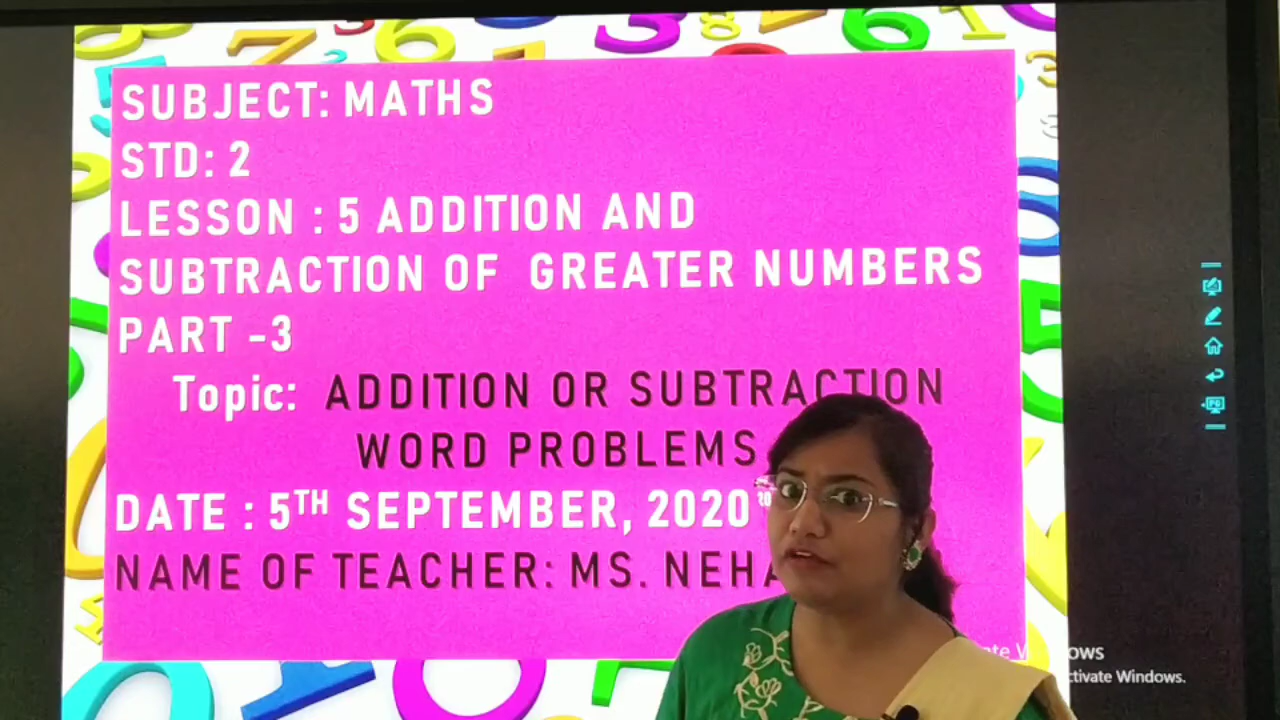 SUBJECT: MATHS
STD: 2
LESSON : 5 ADDITION AND
SUBTRACTION OF GREATER NUMBERS
PART -3
Topic: ADDITION OR SUBTRACTION
WORD PROBLEMS
DATE : 5TH SEPTEMBER, 2020
NAME OF TEACHER: MS. NEHA
Windows.